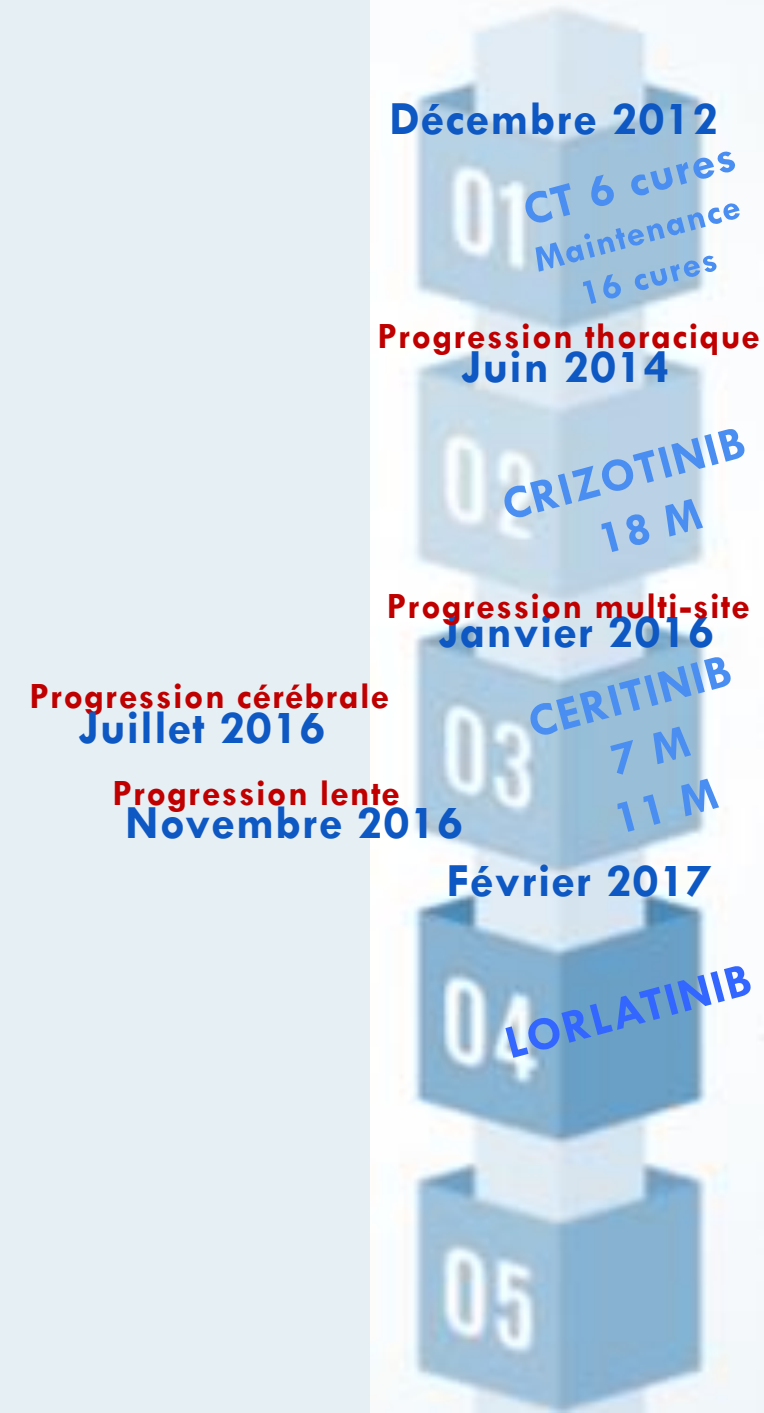 Décembre 2012
01
CT 6 cures
Maintenance
16 cures
Progression thoracique
Juin 2014
02
CRIZOTINIB
18 M
Progression multi-site
Janvier 2016
Progression cérébrale
Juillet 2016
03
CERITINIB
7 M
11 M
Progression lente
Novembre 2016
Février 2017
04
LORLATINIB
05